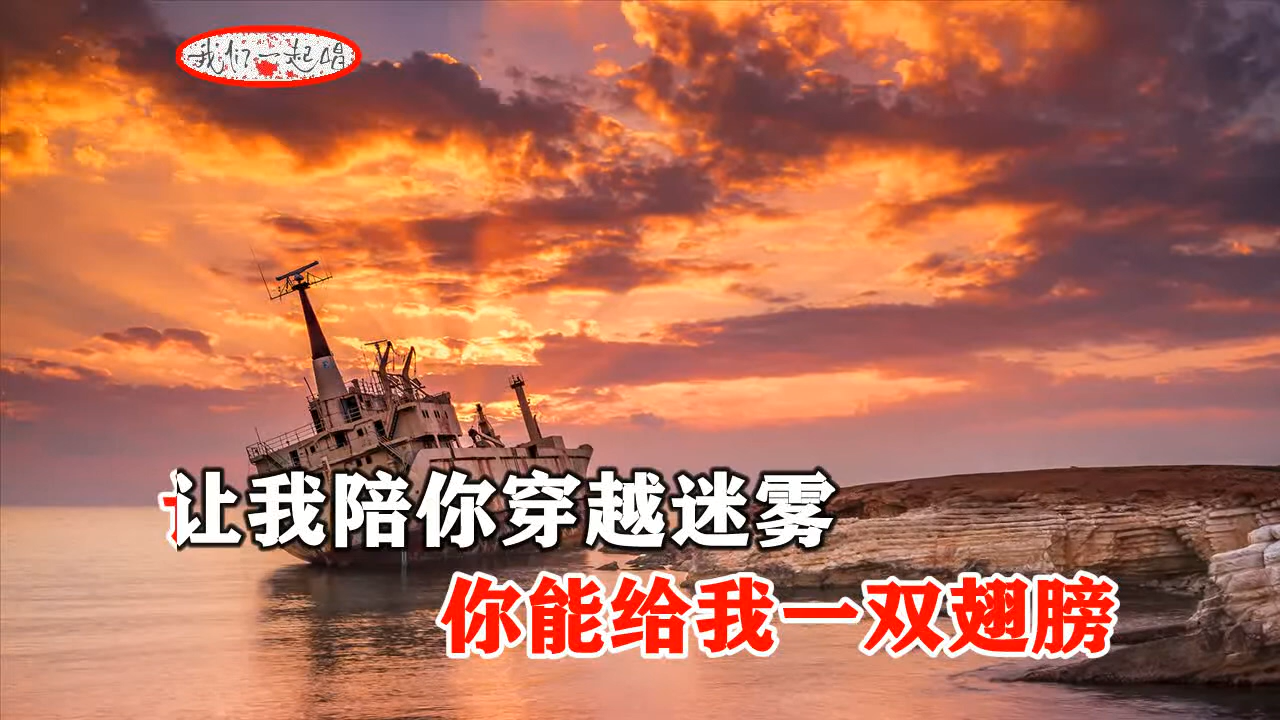 我们一起唱
让我陪你穿越迷雾
你能给我一双翅膀